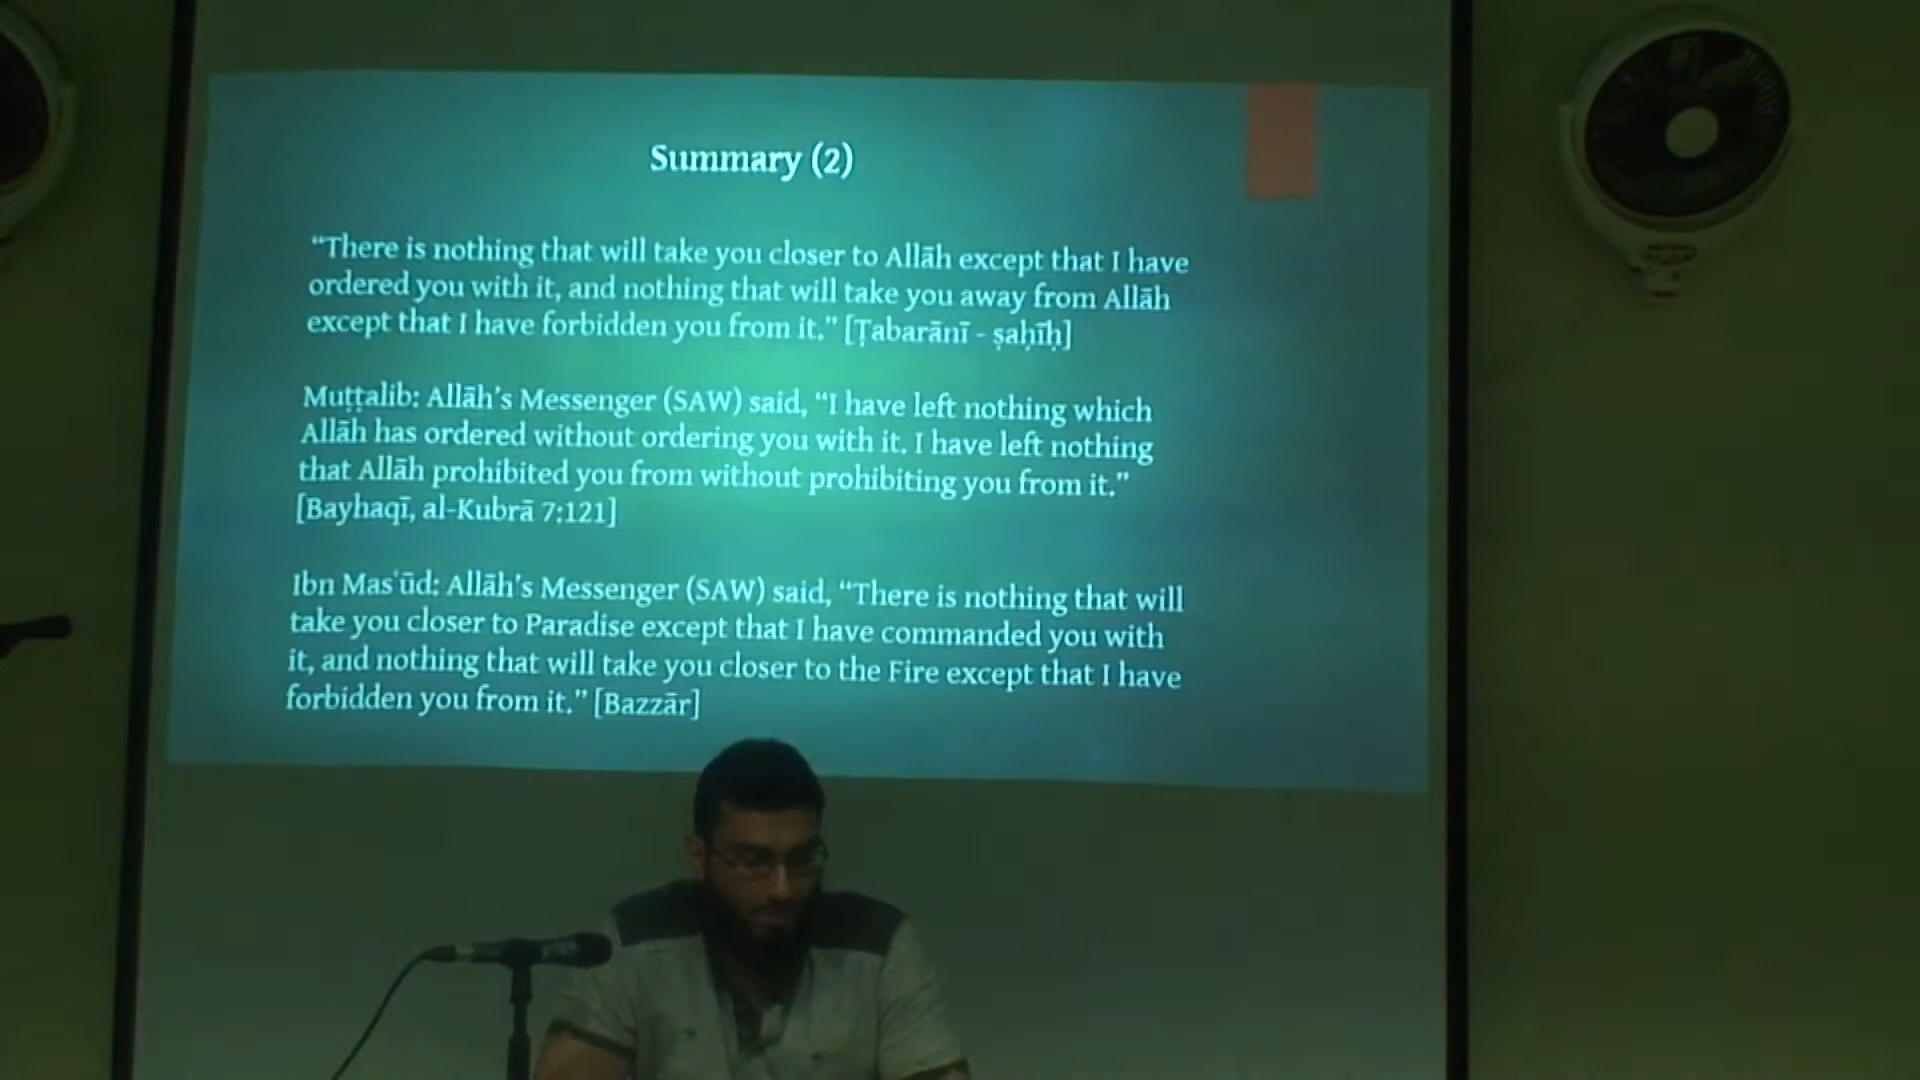 Summary (2)
“There is nothing that will take you closer to Allāh except that I have
ordered you with it, and nothing that will take you away from Allāh
except that I have forbidden you from it.” [Ṭabarānī - ṣaḥīḥ]
Muṭṭalib: Allāh’s Messenger (SAW) said, “I have left nothing which
Allāh has ordered without ordering you with it. I have left nothing
that Allāh prohibited you from without prohibiting you from it.”
[Bayhaqī, al-Kubrā 7:121]
Ibn Masʿūd: Allāh’s Messenger (SAW) said, “There is nothing that will
take you closer to Paradise except that I have commanded you with
it, and nothing that will take you closer to the Fire except that I have
forbidden you from it.” [Bazzār]